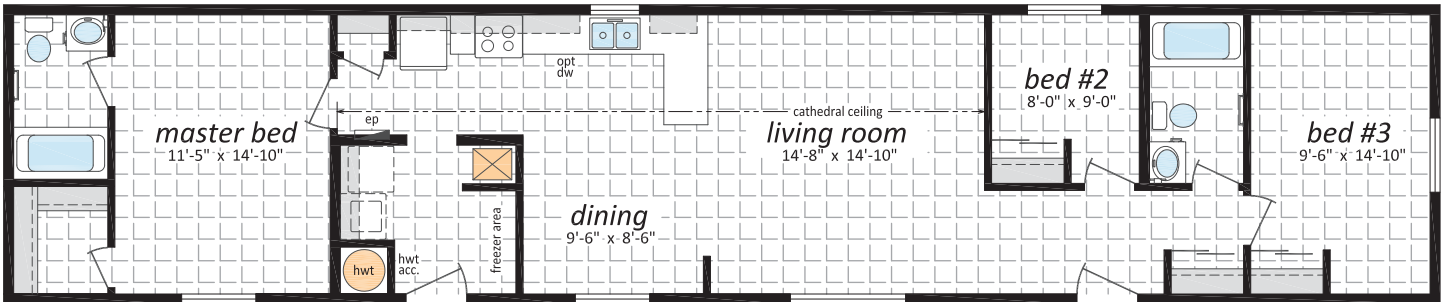 master bed
11'-5" x 14'-10"
opt
dw
ep
cathedral ceiling
living room
14'-8" x 14'-10"
bed #2
8'-0" x 9'-0"
bed #3
9'-6" x 14'-10"
dining
9'-6" x 8'-6"
freezer area
hwt
hwt
acc.